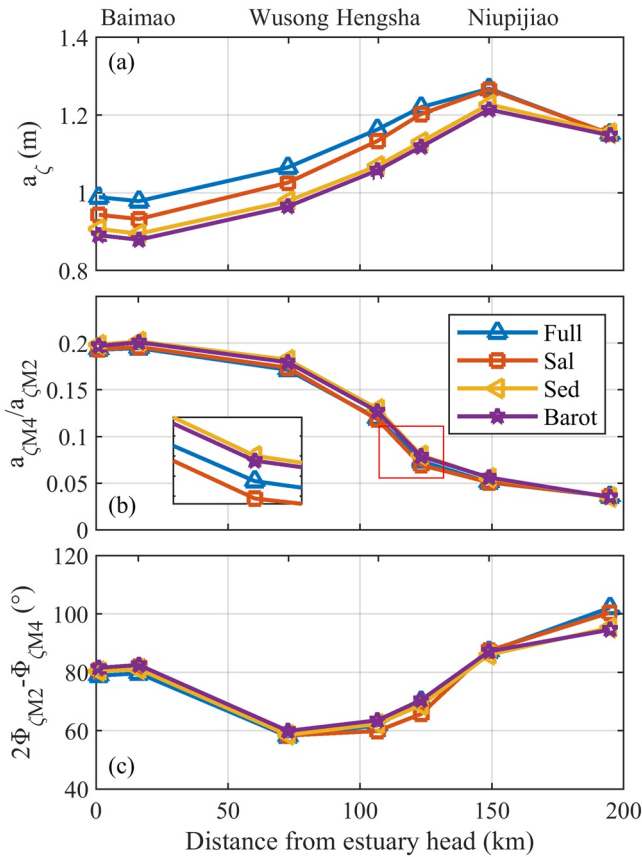 Baimao Wusong Hengsha Niupijiao
1.4
(a)
1.2
1
0.8
a_ζ (m)
0.2
0.15
0.1
0.05
0
a_ζM4/a_ζM2
Full
Sal
Sed
Barot
(b)
120
100
80
60
40
2Φ_ζM2-Φ_ζM4 (°)
(c)
0 50 100 150 200
Distance from estuary head (km)